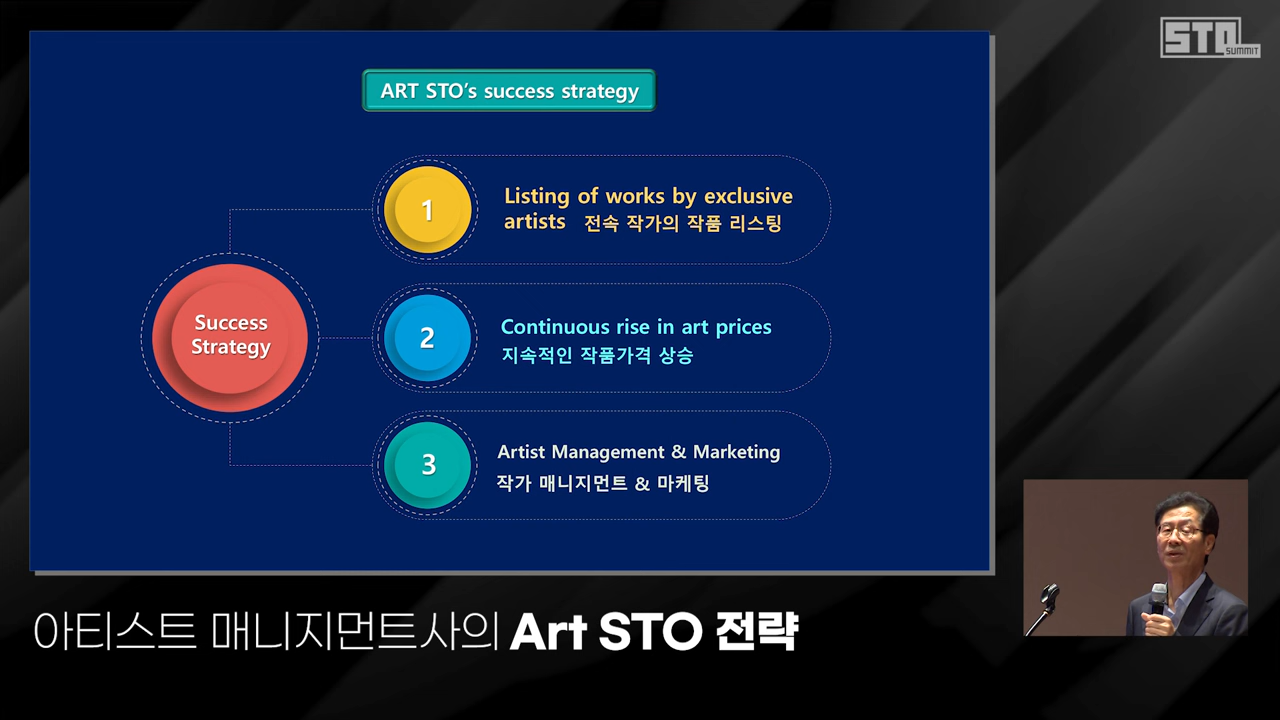 STO
SUMMIT
ART STO's success strategy
Success
Strategy
1
Listing of works by exclusive
artists 전속 작가의 작품 리스팅
2
Continuous rise in art prices
지속적인 작품가격 상승
3
Artist Management & Marketing
작가 매니지먼트 & 마케팅
아티스트 매니지먼트사의 Art STO 전략